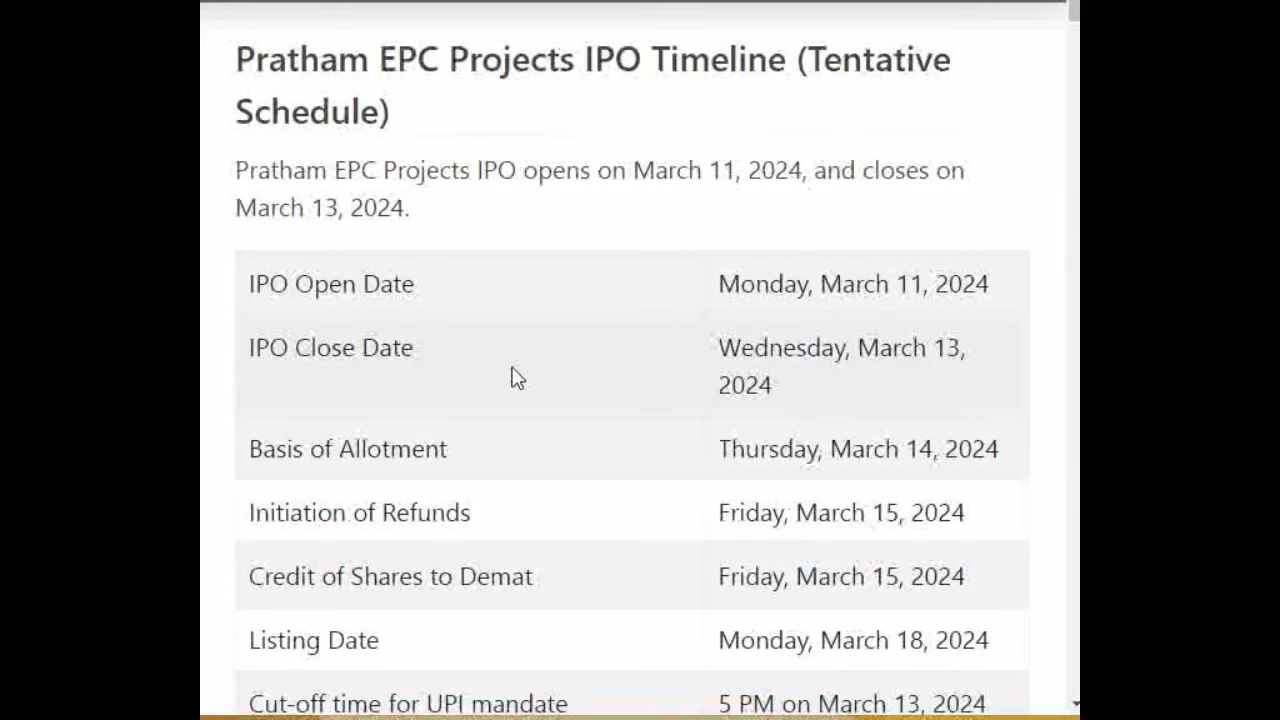 Pratham EPC Projects IPO Timeline (Tentative
Schedule)
Pratham EPC Projects IPO opens on March 11, 2024, and closes on
March 13, 2024.
IPO Open Date Monday, March 11, 2024
IPO Close Date Wednesday, March 13,
2024
Basis of Allotment Thursday, March 14, 2024
Initiation of Refunds Friday, March 15, 2024
Credit of Shares to Demat Friday, March 15, 2024
Listing Date Monday, March 18, 2024
Cut-off time for UPI mandate 5 PM on March 13, 2024